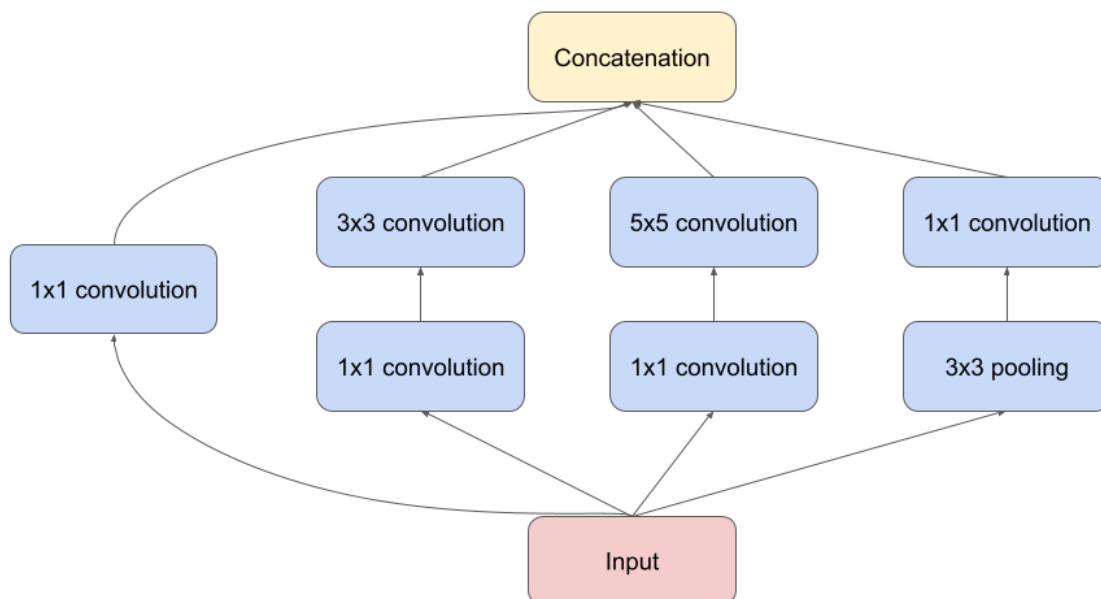 Concatenation
3x3 convolution
5x5 convolution
1x1 convolution
1x1 convolution
1x1 convolution
1x1 convolution
3x3 pooling
Input